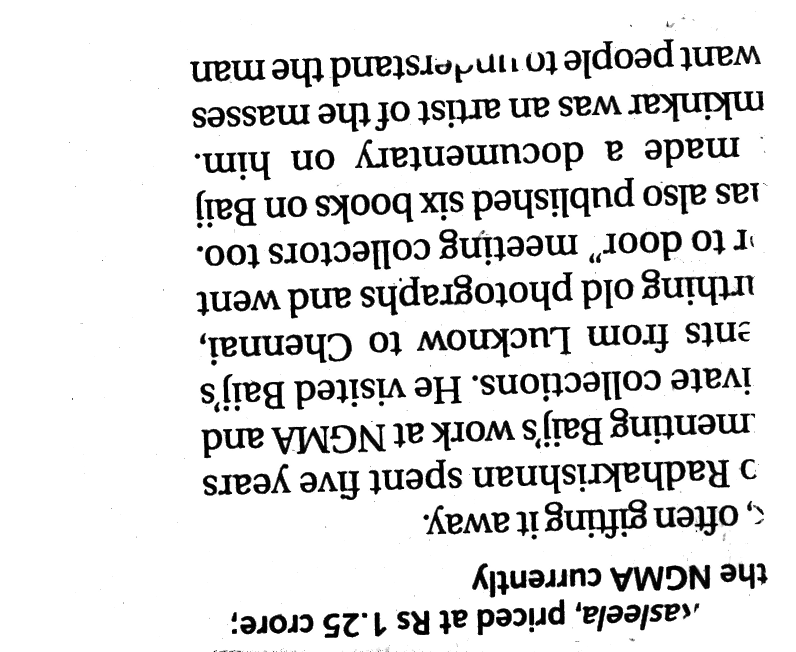 asleela, priced at Rs 1.25 crore;
the NGMA currently
, often gifting it away.
Radhakrishnan spent five years
menting Baij's work at NGMA and
ivate collections. He visited Baij's
ents from Lucknow to Chennai,
rthing old photographs and went
r to door" meeting collectors too.
as also published six books on Baij
made a documentary on him.
mkinkar was an artist of the masses
want people to understand the man